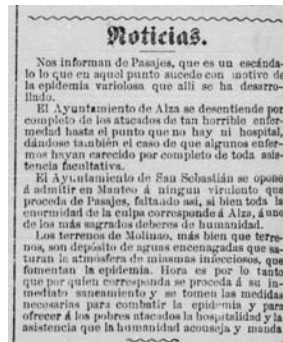 Noticias.
Nos informan de Pasajes, que es un escánda-
lo lo que en aquel punto sucede con motivo de
la epidemia variolosa que allí se ha desarro-
llado.
El Ayuntamiento de Alza se desentiende por
completo de los atacados de tan horrible enfer-
medad hasta el punto que no hay ni hospital,
dándose también el caso de que algunos enfer-
mos hayan carecido por completo de toda asis-
tencia facultativa.
El Ayuntamiento de San Sebastián se opone
á admitir en Manteo á ningun virulento que
proceda de Pasajes, faltando así, si bien toda la
enormidad de la culpa corresponde á Alza, á uno
de los más sagrados deberes de humanidad.
Los terrenos de Molinao, más bien que terre-
nos, son depósito de aguas encenagadas que sa-
turan le atmósfera de miasmas infecciosos, que
fomentan la epidemia. Hora es por lo tanto
que por quien corresponda se proceda á su in-
mediato saneamiento y se tomen las medidas
necesarias para combatir la epidemia y para
ofrecer á los pobres atacados la hospitalidad y la
asistencia que la humanidad aconseja y manda